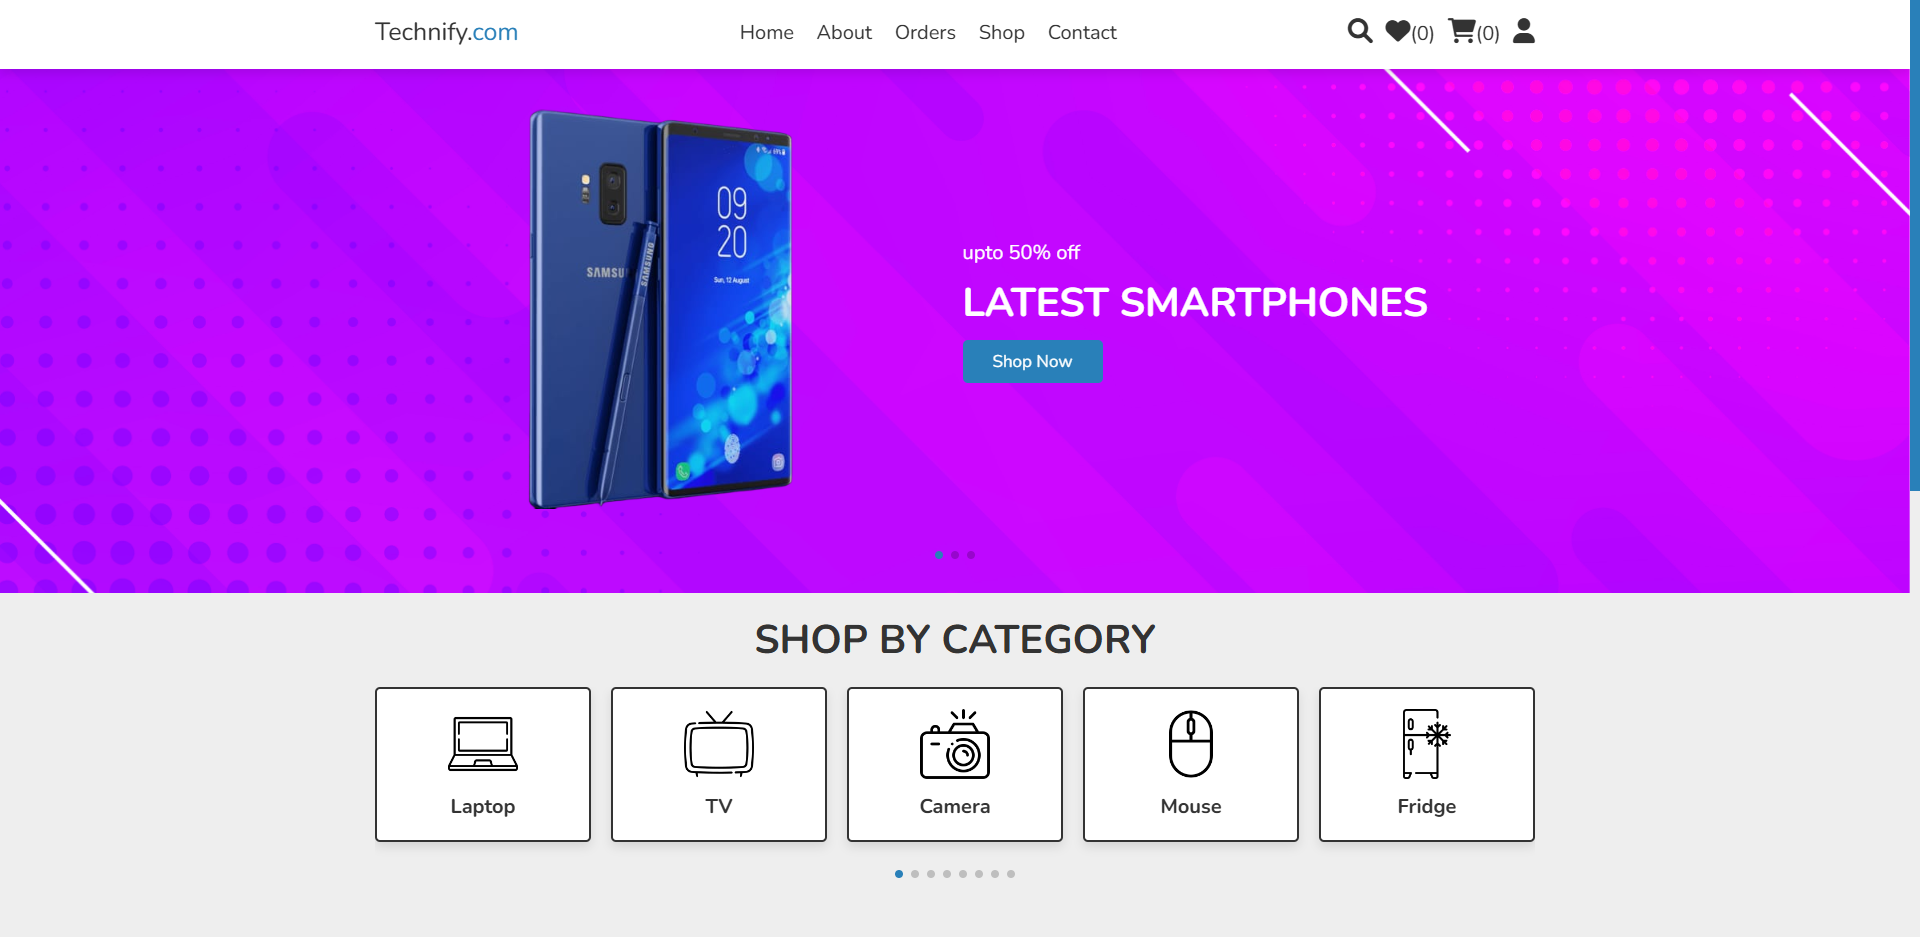 Technify.com
Home About Orders Shop Contact
(0) (0)
09
20
Sun, 12 August
SAMSU
SAMSUNG
upto 50% off
LATEST SMARTPHONES
Shop Now
SHOP BY CATEGORY
Laptop TV Camera Mouse Fridge